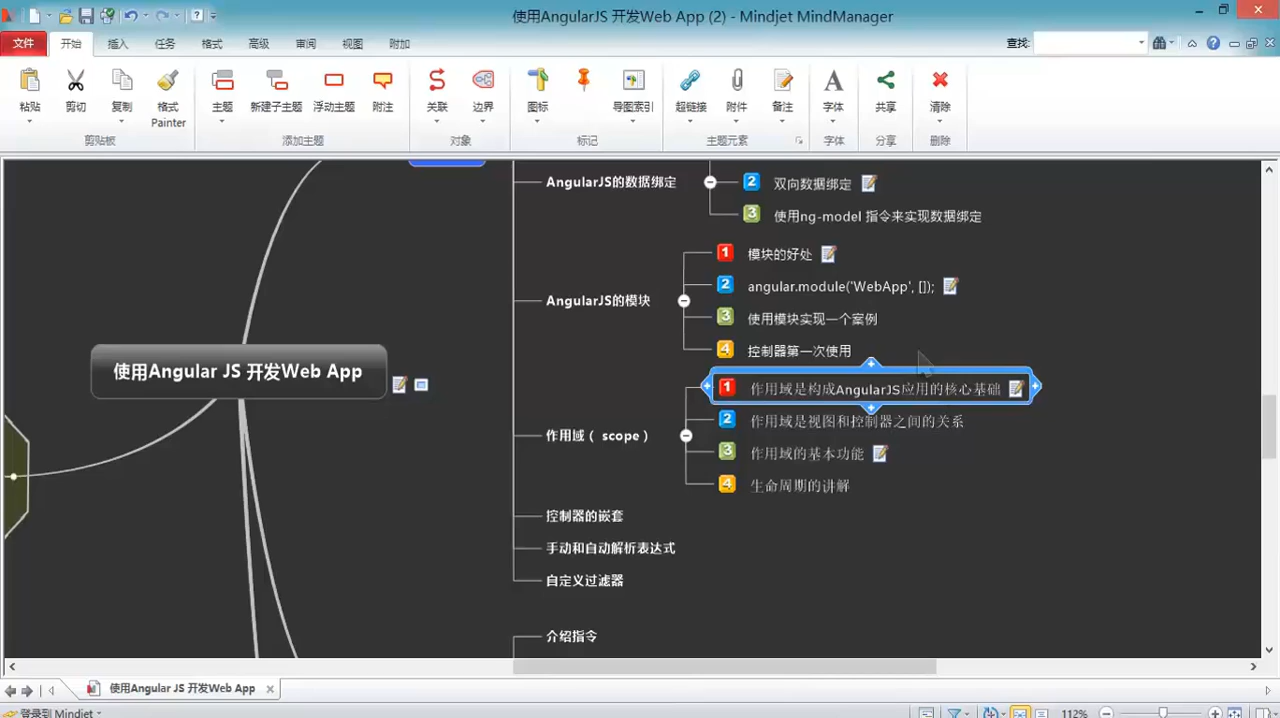 使用AngularJS 开发Web App (2) - Mindjet MindManager
文件 开始 插入 任务 格式 高级 审阅 视图 附加 查找:
粘贴 剪切 复制 格式 Painter 主题 新建子主题 浮动主题 附注 关联 边界 图标 导图索引 超链接 附件 备注 字体 共享 清除
剪贴板 添加主题 对象 标记 主题元素 字体 分享 删除
AngularJS的数据绑定
2 双向数据绑定
3 使用ng-model 指令来实现数据绑定
AngularJS的模块
1 模块的好处
2 angular.module('WebApp', []);
3 使用模块实现一个案例
4 控制器第一次使用
使用Angular JS 开发Web App
作用域（ scope）
1 作用域是构成AngularJS应用的核心基础
2 作用域是视图和控制器之间的关系
3 作用域的基本功能
4 生命周期的讲解
控制器的嵌套
手动和自动解析表达式
自定义过滤器
介绍指令
使用Angular JS 开发Web App
登录到 Mindjet 112%